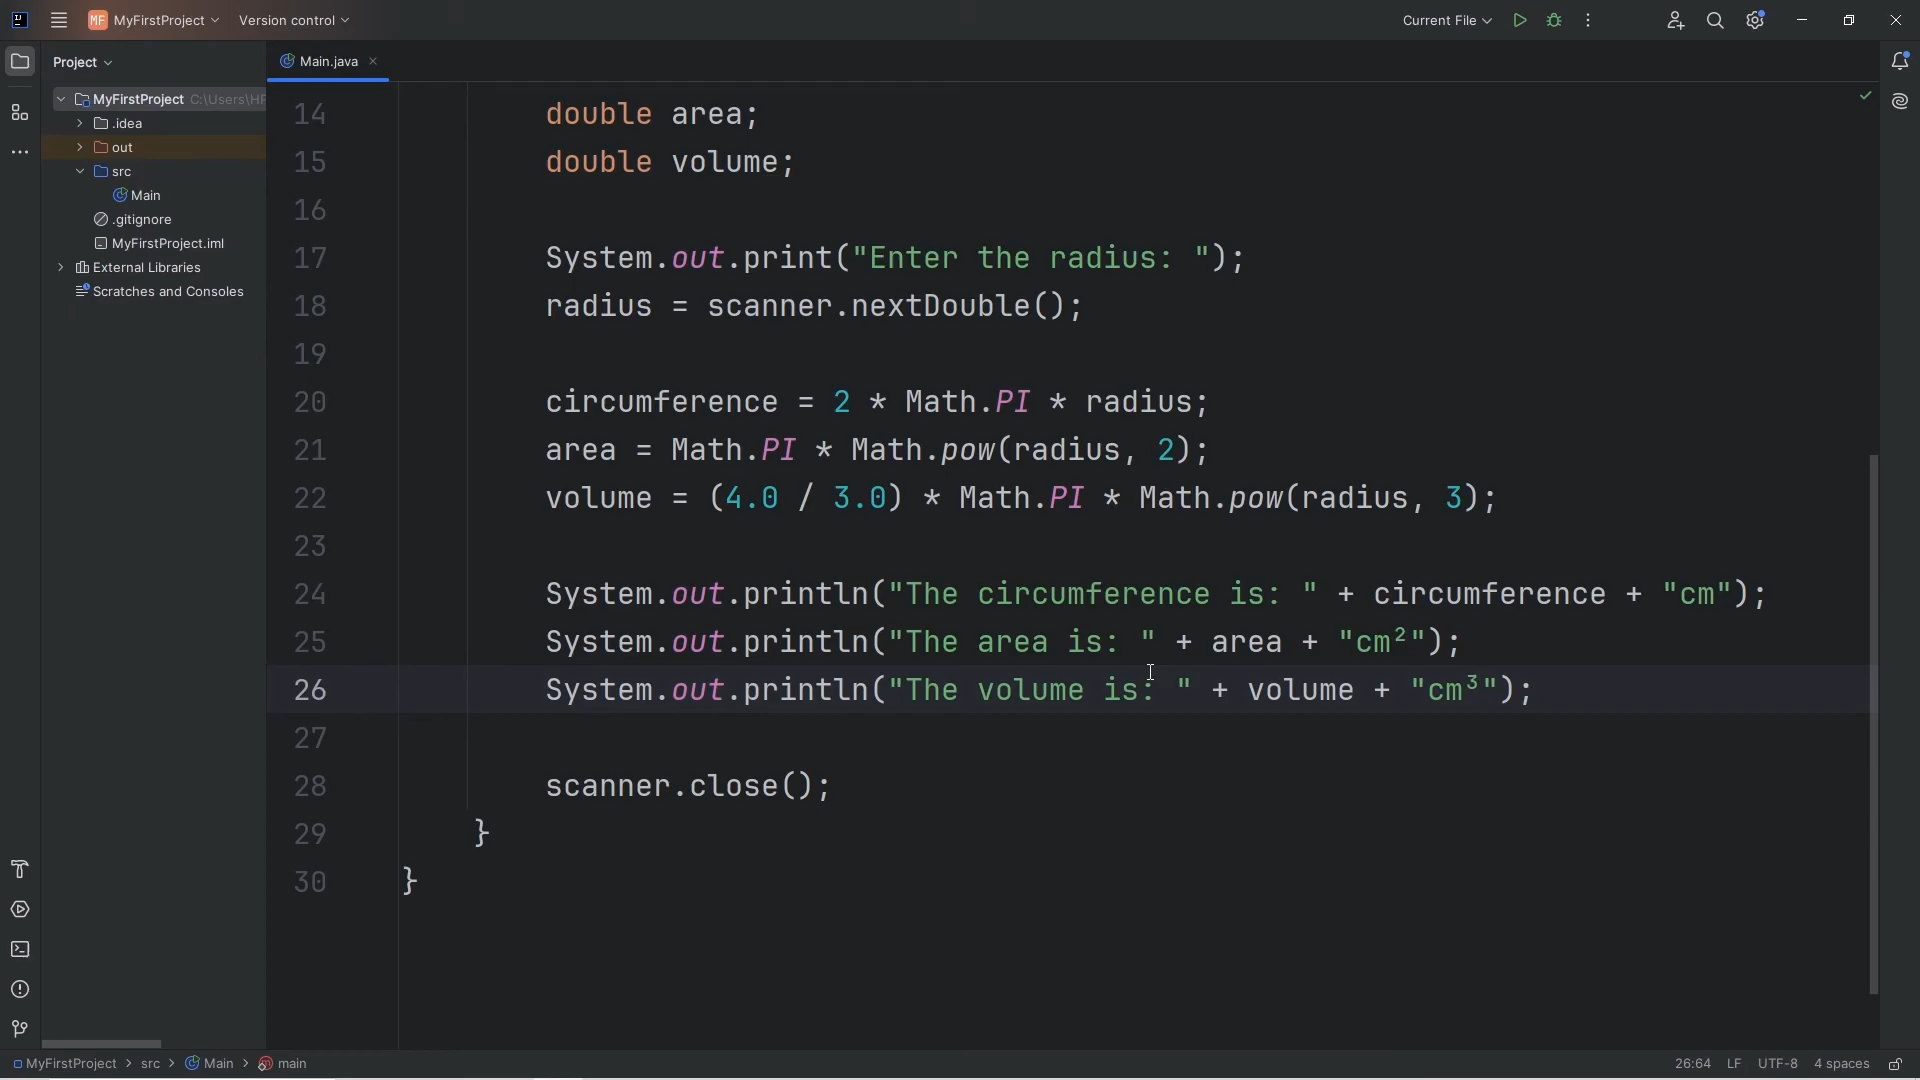 MF MyFirstProject Version control Current File
Project Main.java
MyFirstProject C:\Users\HP
.idea
out
src
Main
.gitignore
MyFirstProject.iml
External Libraries
Scratches and Consoles
14 double area;
15 double volume;
16
17 System.out.print("Enter the radius: ");
18 radius = scanner.nextDouble();
19
20 circumference = 2 * Math.PI * radius;
21 area = Math.PI * Math.pow(radius, 2);
22 volume = (4.0 / 3.0) * Math.PI * Math.pow(radius, 3);
23
24 System.out.println("The circumference is: " + circumference + "cm");
25 System.out.println("The area is: " + area + "cm²");
26 System.out.println("The volume is: " + volume + "cm³");
27
28 scanner.close();
29 }
30 }
MyFirstProject > src > Main > main 26:64 LF UTF-8 4 spaces